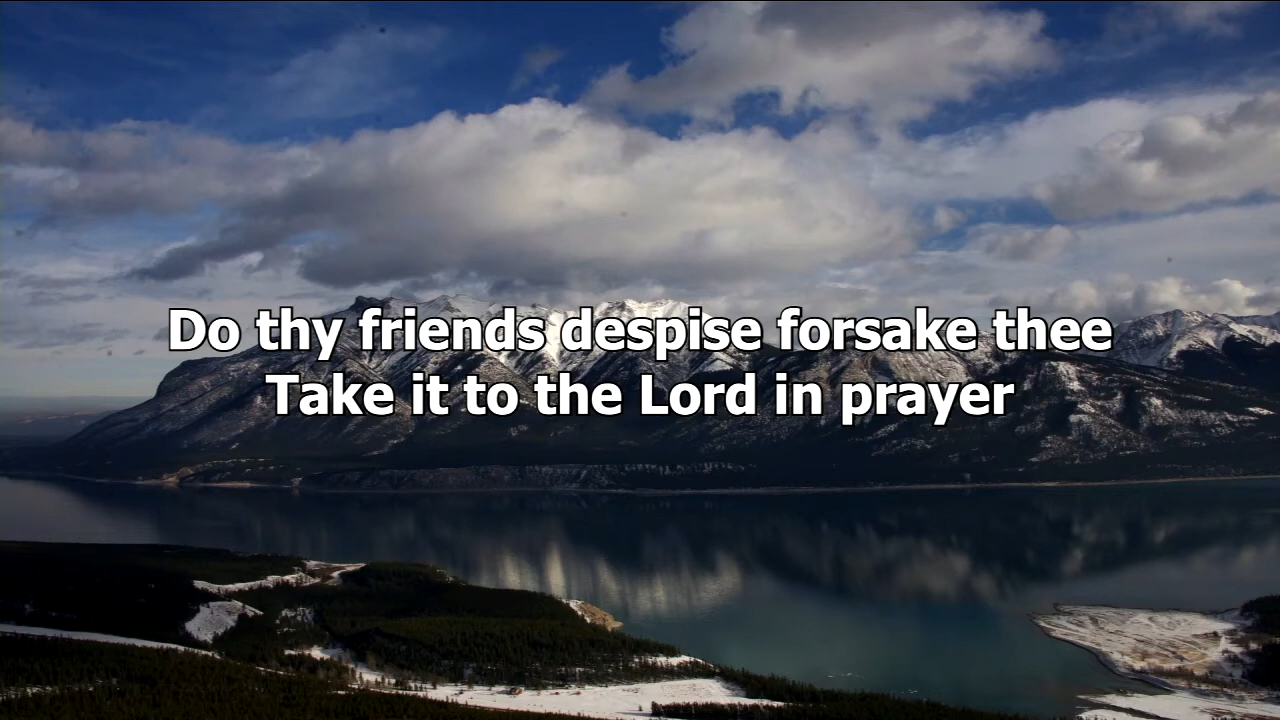 Do thy friends despise forsake thee
Take it to the Lord in prayer